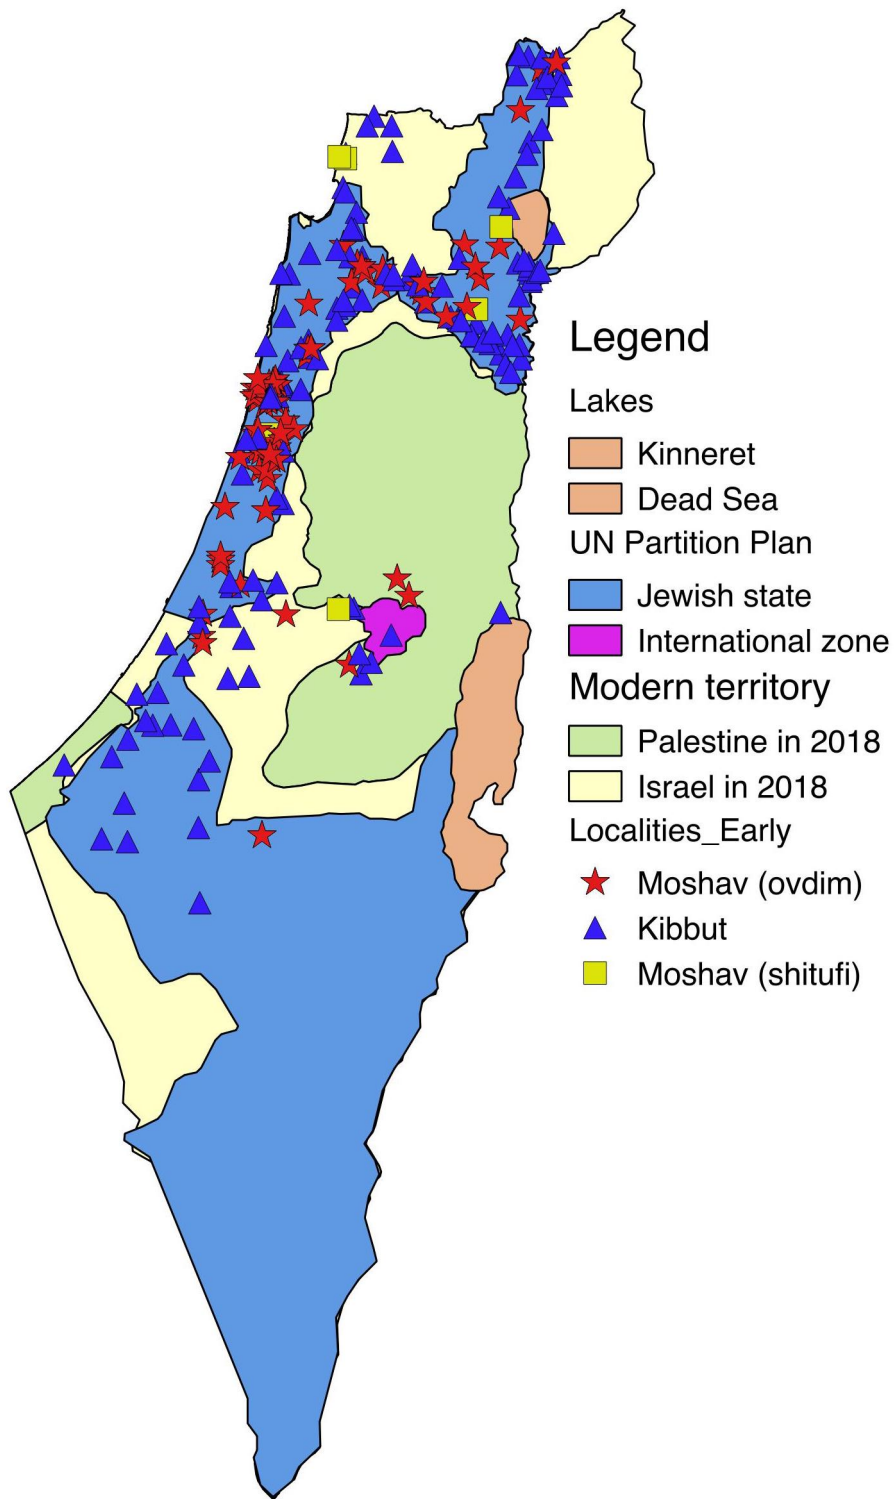 Legend
Lakes
Kinneret
Dead Sea
UN Partition Plan
Jewish state
International zone
Modern territory
Palestine in 2018
Israel in 2018
Localities_Early
Moshav (ovdim)
Kibbut
Moshav (shitufi)